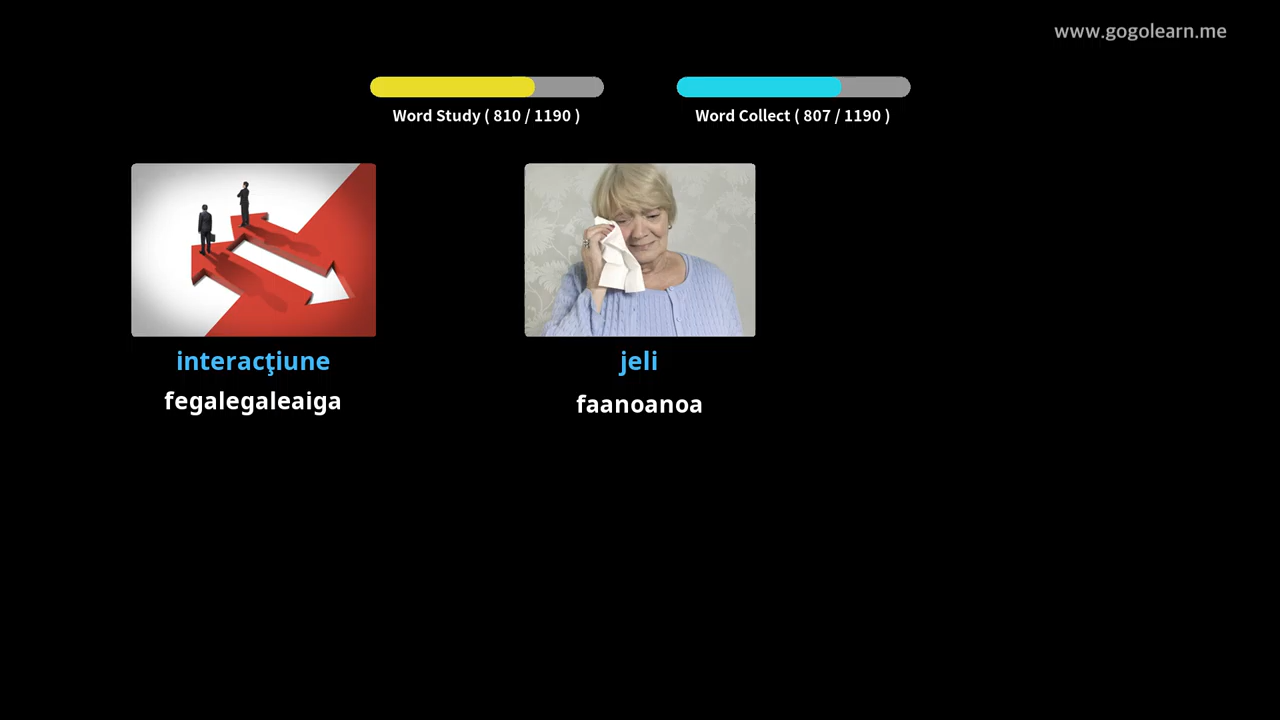 www.gogolearn.me
Word Study ( 810 / 1190 )
Word Collect ( 807 / 1190 )
interacţiune
fegalegaleaiga
jeli
faanoanoa